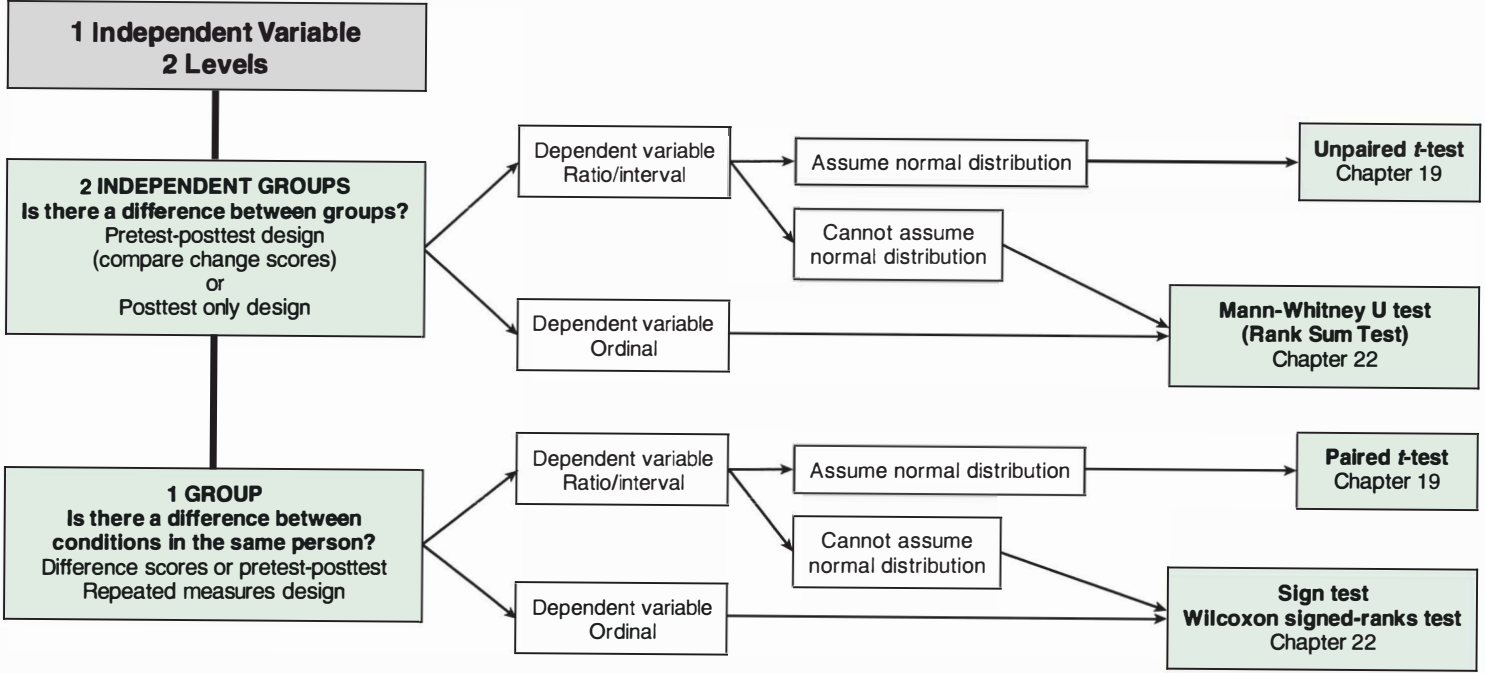 1 Independent Variable
2 Levels
2 INDEPENDENT GROUPS
Is there a difference between groups?
Pretest-posttest design
(compare change scores)
or
Posttest only design
Dependent variable
Ratio/interval
Assume normal distribution
Unpaired t-test
Chapter 19
Cannot assume
normal distribution
Dependent variable
Ordinal
Mann-Whitney U test
(Rank Sum Test)
Chapter 22
1 GROUP
Is there a difference between
conditions in the same person?
Difference scores or pretest-posttest
Repeated measures design
Dependent variable
Ratio/interval
Assume normal distribution
Paired t-test
Chapter 19
Cannot assume
normal distribution
Dependent variable
Ordinal
Sign test
Wilcoxon signed-ranks test
Chapter 22